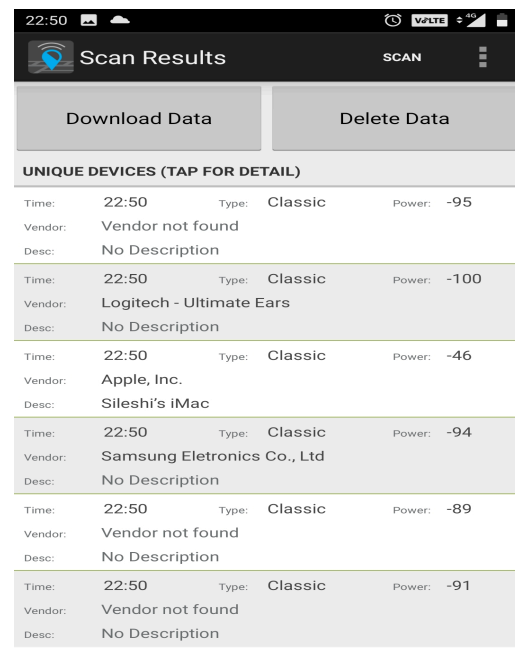 22:50 VoLTE 4G
Scan Results SCAN
Download Data Delete Data
UNIQUE DEVICES (TAP FOR DETAIL)
Time: 22:50 Type: Classic Power: -95
Vendor: Vendor not found
Desc: No Description
Time: 22:50 Type: Classic Power: -100
Vendor: Logitech - Ultimate Ears
Desc: No Description
Time: 22:50 Type: Classic Power: -46
Vendor: Apple, Inc.
Desc: Sileshi’s iMac
Time: 22:50 Type: Classic Power: -94
Vendor: Samsung Eletronics Co., Ltd
Desc: No Description
Time: 22:50 Type: Classic Power: -89
Vendor: Vendor not found
Desc: No Description
Time: 22:50 Type: Classic Power: -91
Vendor: Vendor not found
Desc: No Description